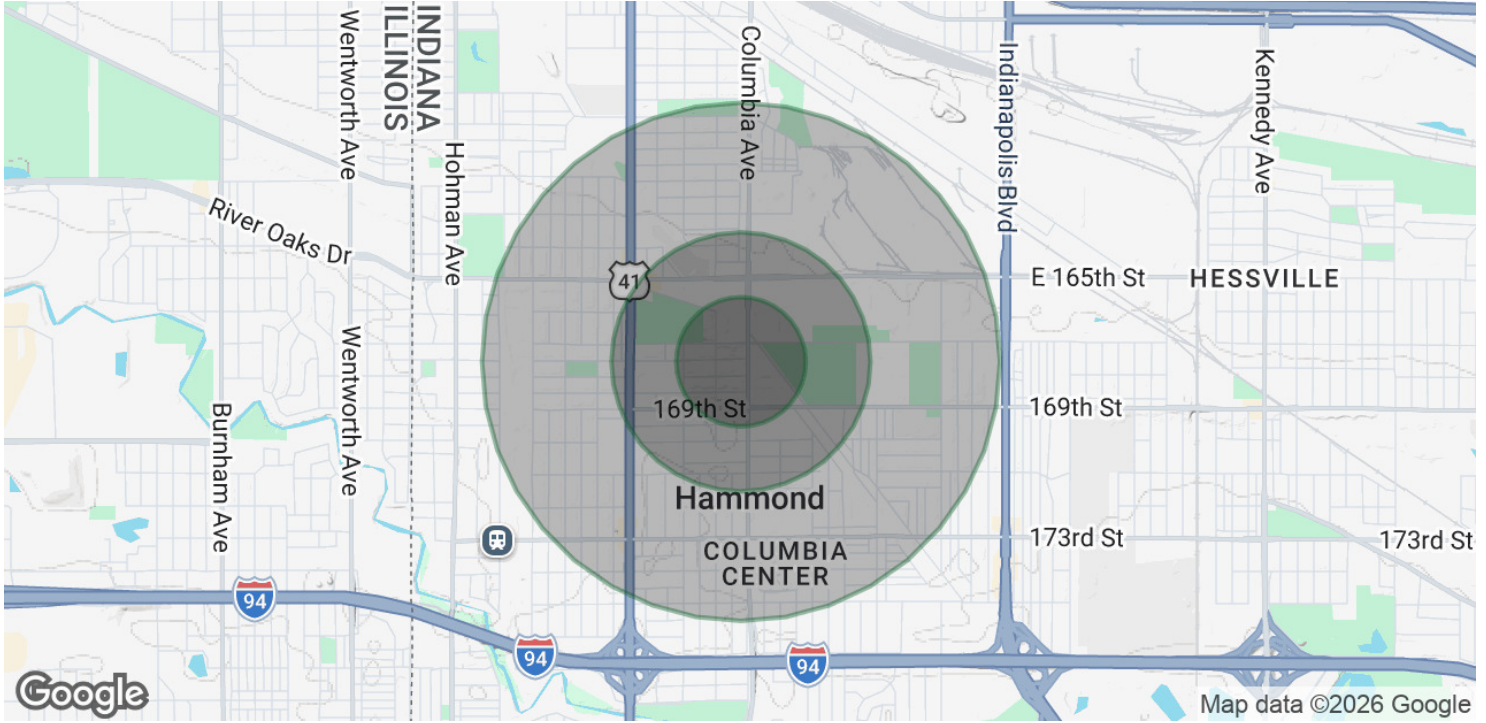 INDIANA
ILLINOIS
Wentworth Ave
Columbia Ave
Indianapolis Blvd
Kennedy Ave
Hohman Ave
River Oaks Dr
41
E 165th St
HESSVILLE
Wentworth Ave
Burnham Ave
169th St
169th St
Hammond
173rd St
173rd St
COLUMBIA
CENTER
94
94
94
Google
Map data ©2026 Google